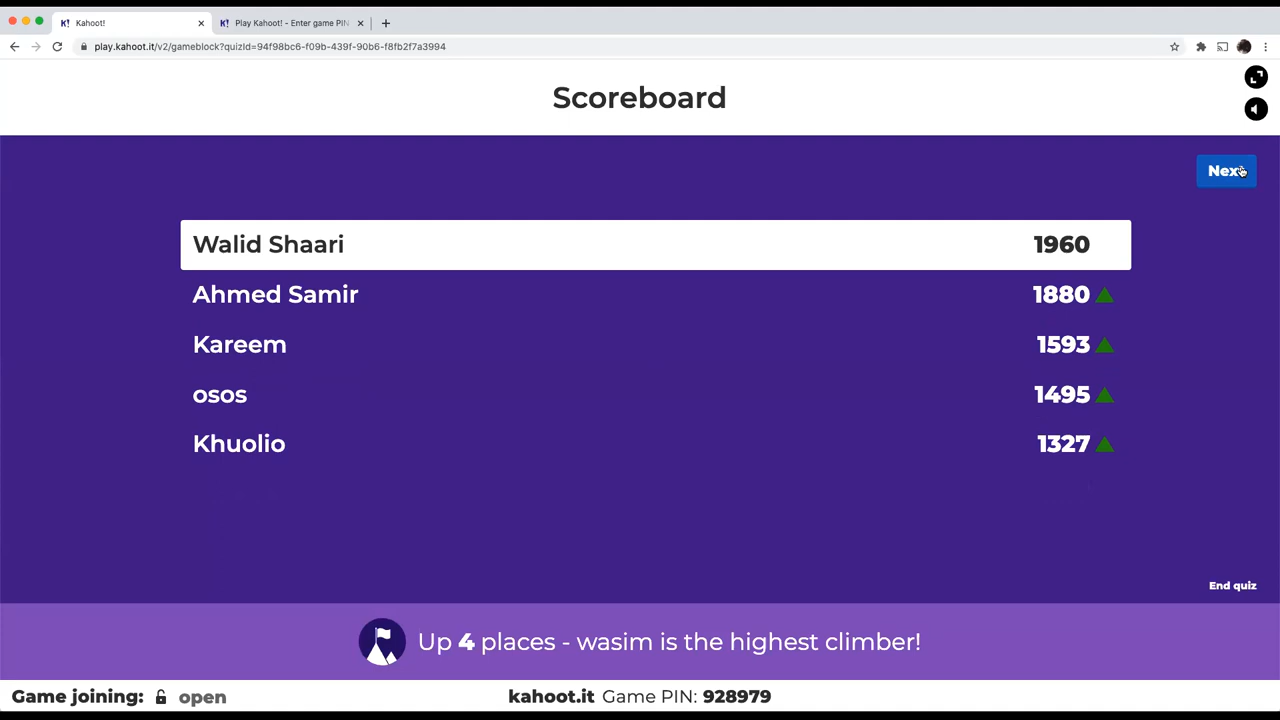 Kahoot!
Play Kahoot! - Enter game PIN
play.kahoot.it/v2/gameblock?quizId=94f98bc6-f09b-439f-90b6-f8fb2f7a3994
Scoreboard
Next
Walid Shaari 1960
Ahmed Samir 1880
Kareem 1593
osos 1495
Khuolio 1327
End quiz
Up 4 places - wasim is the highest climber!
Game joining: open kahoot.it Game PIN: 928979